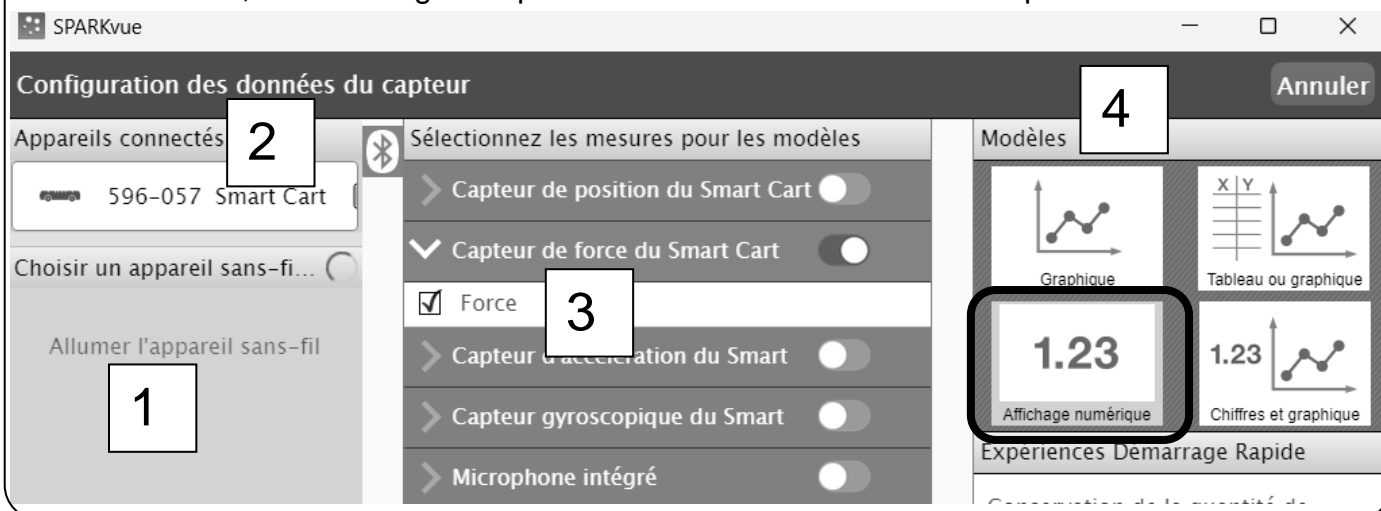 SPARKvue
Configuration des données du capteur
Annuler
4
Appareils connectés
2
596-057 Smart Cart
Choisir un appareil sans-fi...
Allumer l'appareil sans-fil
1
Sélectionnez les mesures pour les modèles
Capteur de position du Smart Cart
Capteur de force du Smart Cart
Force
3
Capteur d'accélération du Smart
Capteur gyroscopique du Smart
Microphone intégré
Modèles
Graphique
X Y
Tableau ou graphique
1.23
Affichage numérique
1.23
Chiffres et graphique
Expériences Démarrage Rapide